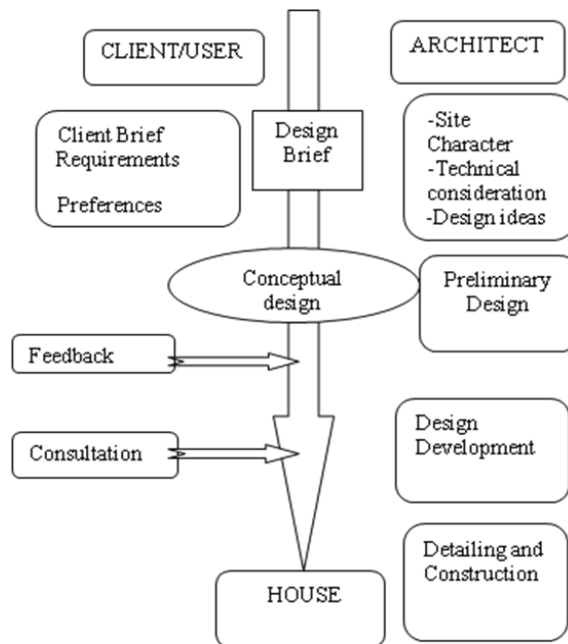 CLIENT/USER
ARCHITECT
Client Brief
Requirements
Preferences
Design
Brief
-Site
Character
-Technical
consideration
-Design ideas
Conceptual
design
Preliminary
Design
Feedback
Consultation
Design
Development
Detailing and
Construction
HOUSE